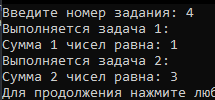 Введите номер задания: 4
Выполняется задача 1:
Сумма 1 чисел равна: 1
Выполняется задача 2:
Сумма 2 чисел равна: 3
Для продолжения нажмите люб